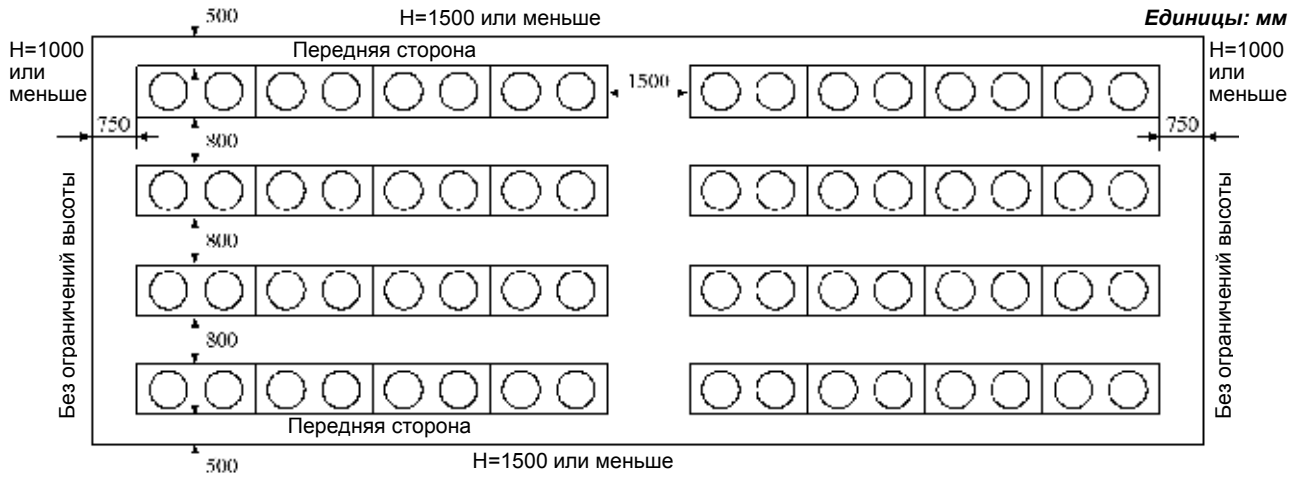 500
H=1500 или меньше
Единицы: мм
H=1000
или
меньше
Передняя сторона
H=1000
или
меньше
1500
750
750
800
Без ограничений высоты
800
Без ограничений высоты
800
Передняя сторона
500
H=1500 или меньше